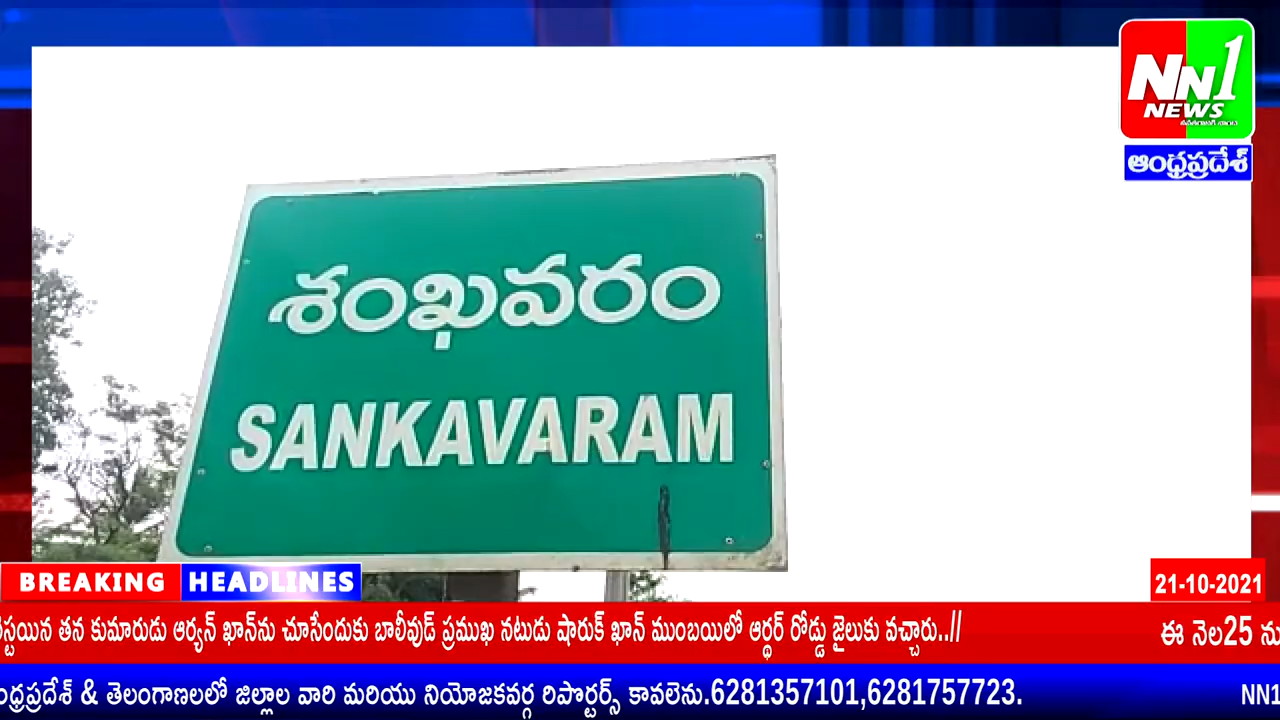 NN1
NEWS
ఆంధ్రప్రదేశ్
శంఖవరం
SANKAVARAM
BREAKING HEADLINES
21-10-2021
తన కుమారుడు ఆర్యన్ ఖాన్‌ను చూసేందుకు బాలీవుడ్ ప్రముఖ నటుడు షారుక్ ఖాన్ ముంబయిలో ఆర్థర్ రోడ్డు జైలుకు వచ్చారు..// ఈ నెల25 ను
& తెలంగాణలలో జిల్లాల వారి మరియు నియోజకవర్గ రిపొర్టర్స్ కావలెను.6281357101,6281757723. NN1